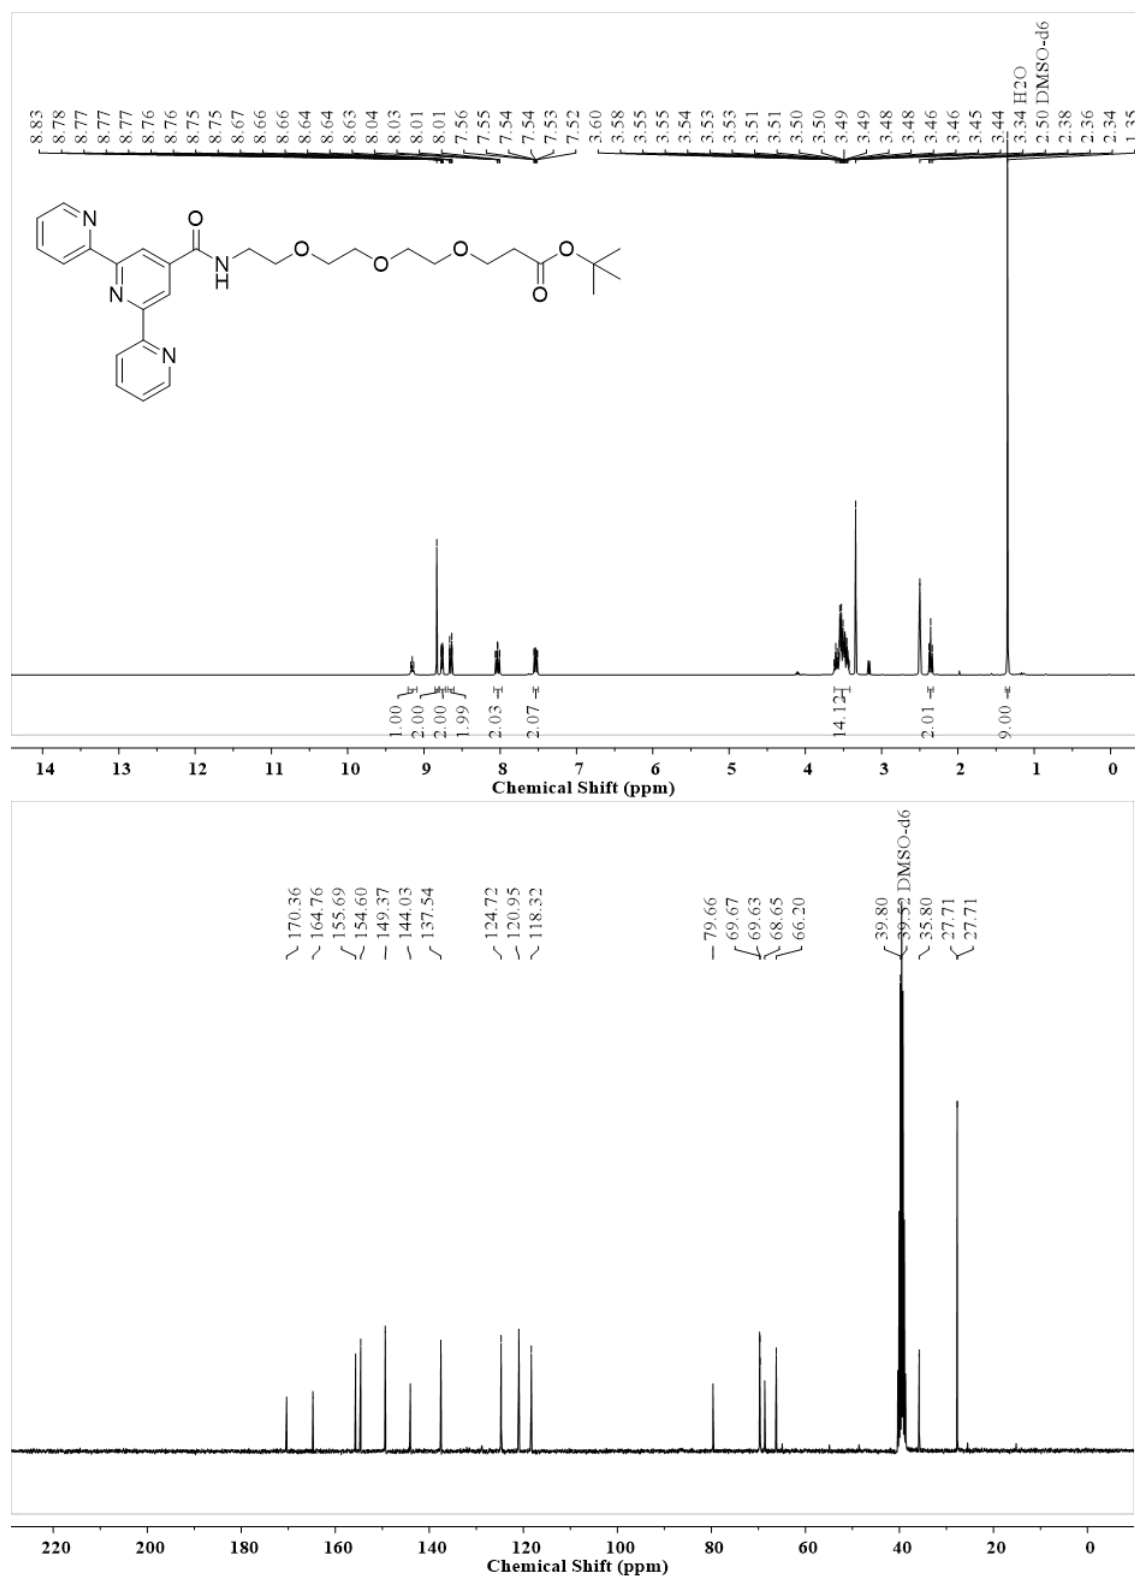 8.83 8.78 8.77 8.77 8.77 8.76 8.76 8.75 8.75 8.67 8.66 8.66 8.64 8.64 8.63 8.04 8.03 8.01 8.01 7.56 7.55 7.54 7.54 7.53 7.52 3.60 3.58 3.55 3.55 3.54 3.53 3.53 3.51 3.51 3.50 3.50 3.49 3.49 3.48 3.48 3.46 3.46 3.45 3.44 3.34 H2O 2.50 DMSO-d6 2.38 2.36 2.34 1.35
N O
N N H O O O O O
N
1.00 2.00 2.00 1.99 2.03 2.07 14.12 2.01 9.00
14 13 12 11 10 9 8 7 6 5 4 3 2 1 0
Chemical Shift (ppm)
170.36 164.76 155.69 154.60 149.37 144.03 137.54 124.72 120.95 118.32 79.66 69.67 69.63 68.65 66.20 39.80 39.52 DMSO-d6 35.80 27.71 27.71
220 200 180 160 140 120 100 80 60 40 20 0
Chemical Shift (ppm)